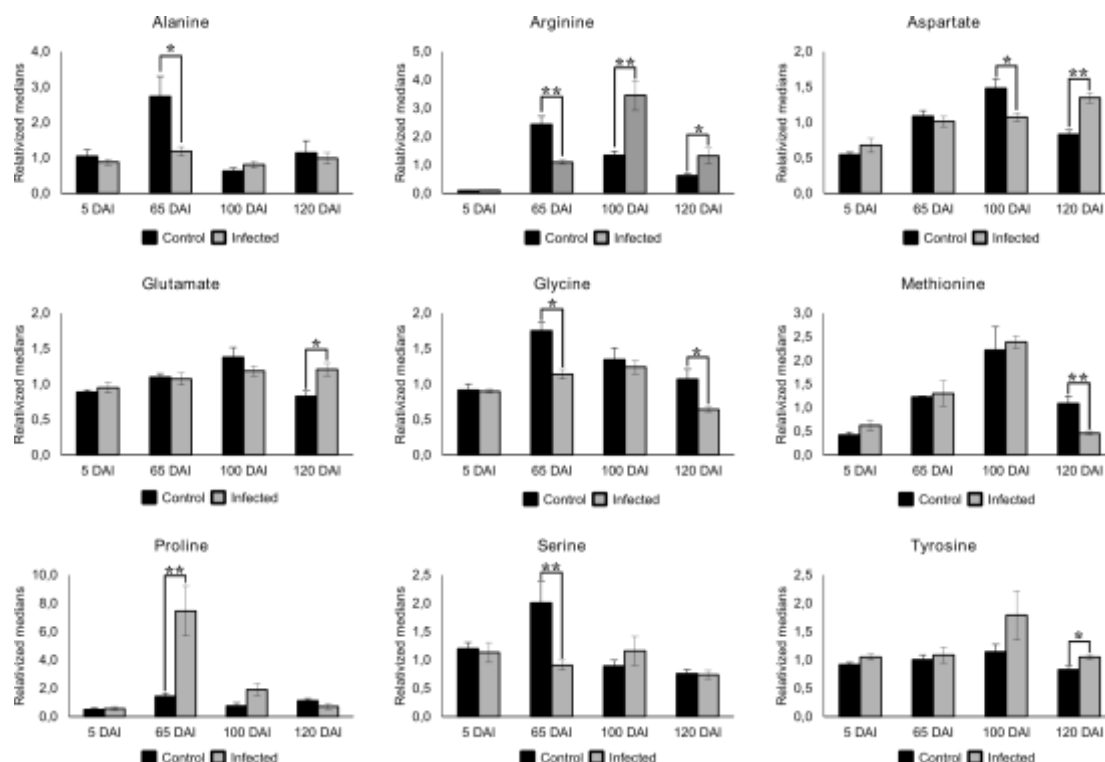 Alanine
Relativized medians
4,0
3,0
2,0
1,0
0,0
*
5 DAI 65 DAI 100 DAI 120 DAI
Control Infected
Arginine
Relativized medians
5,0
4,0
3,0
2,0
1,0
0,0
** ** *
5 DAI 65 DAI 100 DAI 120 DAI
Control Infected
Aspartate
Relativized medians
2,0
1,5
1,0
0,5
0,0
* **
5 DAI 65 DAI 100 DAI 120 DAI
Control Infected
Glutamate
Relativized medians
2,0
1,5
1,0
0,5
0,0
*
5 DAI 65 DAI 100 DAI 120 DAI
Control Infected
Glycine
Relativized medians
2,0
1,5
1,0
0,5
0,0
* *
5 DAI 65 DAI 100 DAI 120 DAI
Control Infected
Methionine
Relativized medians
3,0
2,5
2,0
1,5
1,0
0,5
0,0
**
5 DAI 65 DAI 100 DAI 120 DAI
Control Infected
Proline
Relativized medians
10,0
8,0
6,0
4,0
2,0
0,0
**
5 DAI 65 DAI 100 DAI 120 DAI
Control Infected
Serine
Relativized medians
2,5
2,0
1,5
1,0
0,5
0,0
**
5 DAI 65 DAI 100 DAI 120 DAI
Control Infected
Tyrosine
Relativized medians
2,5
2,0
1,5
1,0
0,5
0,0
*
5 DAI 65 DAI 100 DAI 120 DAI
Control Infected